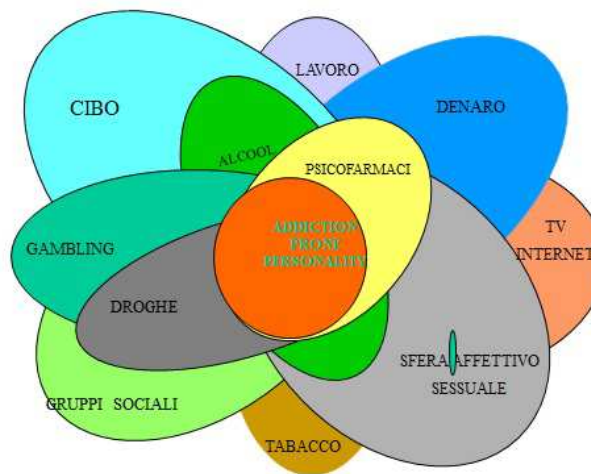 LAVORO
CIBO
DENARO
ALCOOL
PSICOFARMACI
ADDICTION
PRONE
PERSONALITY
TV
INTERNET
GAMBLING
DROGHE
SFERA AFFETTIVO
SESSUALE
GRUPPI SOCIALI
TABACCO